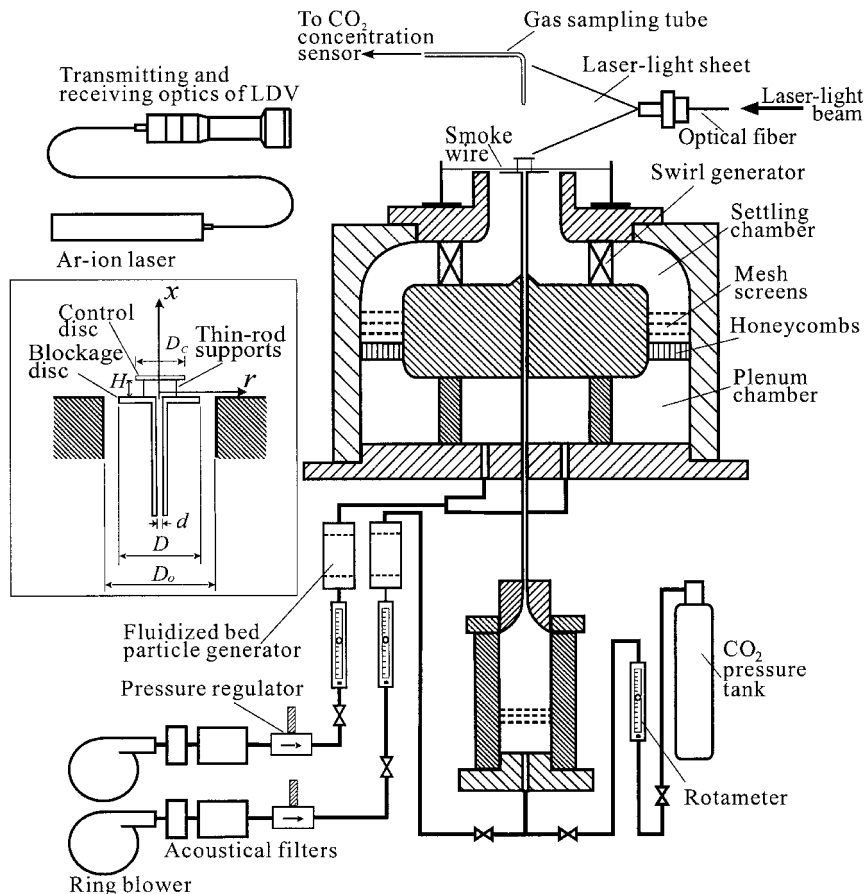 To CO₂
concentration
sensor
Gas sampling tube
Transmitting and
receiving optics of LDV
Laser-light sheet
Laser-light
beam
Optical fiber
Smoke
wire
Swirl generator
Settling
chamber
Ar-ion laser
Mesh
screens
Honeycombs
Plenum
chamber
x
Control
disc
D_c
Thin-rod
supports
Blockage
disc
H
r
d
D
D_o
Fluidized bed
particle generator
CO₂
pressure
tank
Pressure regulator
Rotameter
Acoustical filters
Ring blower